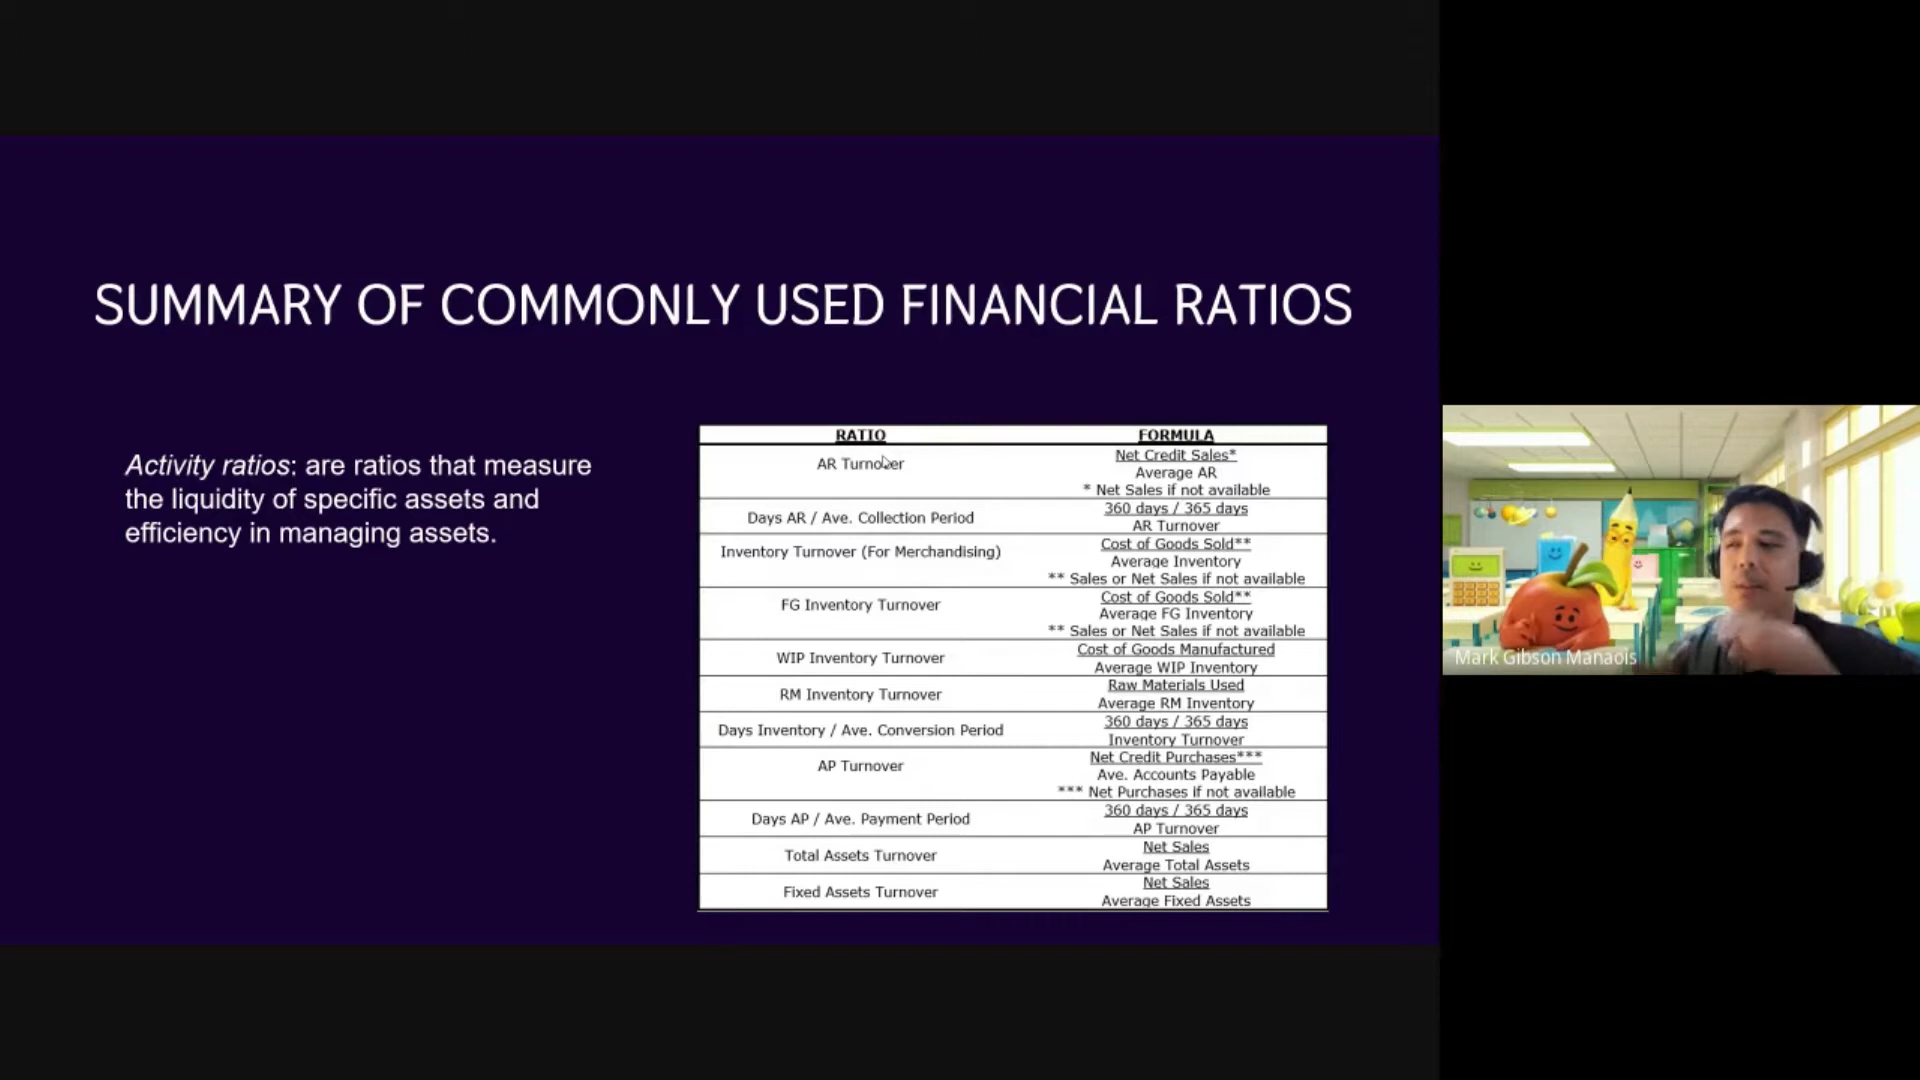 SUMMARY OF COMMONLY USED FINANCIAL RATIOS
Activity ratios: are ratios that measure
the liquidity of specific assets and
efficiency in managing assets.
RATIO FORMULA
AR Turnover
Net Credit Sales*
Average AR
* Net Sales if not available
Days AR / Ave. Collection Period
360 days / 365 days
AR Turnover
Inventory Turnover (For Merchandising)
Cost of Goods Sold**
Average Inventory
** Sales or Net Sales if not available
FG Inventory Turnover
Cost of Goods Sold**
Average FG Inventory
** Sales or Net Sales if not available
WIP Inventory Turnover
Cost of Goods Manufactured
Average WIP Inventory
RM Inventory Turnover
Raw Materials Used
Average RM Inventory
Days Inventory / Ave. Conversion Period
360 days / 365 days
Inventory Turnover
AP Turnover
Net Credit Purchases***
Ave. Accounts Payable
*** Net Purchases if not available
Days AP / Ave. Payment Period
360 days / 365 days
AP Turnover
Total Assets Turnover
Net Sales
Average Total Assets
Fixed Assets Turnover
Net Sales
Average Fixed Assets
Mark Gibson Manaois